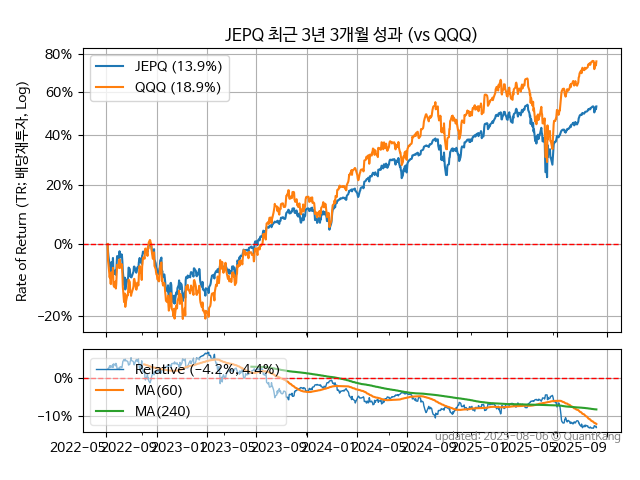 JEPQ 최근 3년 3개월 성과 (vs QQQ)
JEPQ (13.9%)
QQQ (18.9%)
Rate of Return (TR: 배당재투자, Log)
80%
60%
40%
20%
0%
−20%
Relative (−4.2%, 4.4%)
MA(60)
MA(240)
0%
−10%
2022−05
2022−09
2023−01
2023−05
2023−09
2024−01
2024−05
2024−09
2025−01
2025−05
2025−09
updated: 2025−08−06 © QuantKang